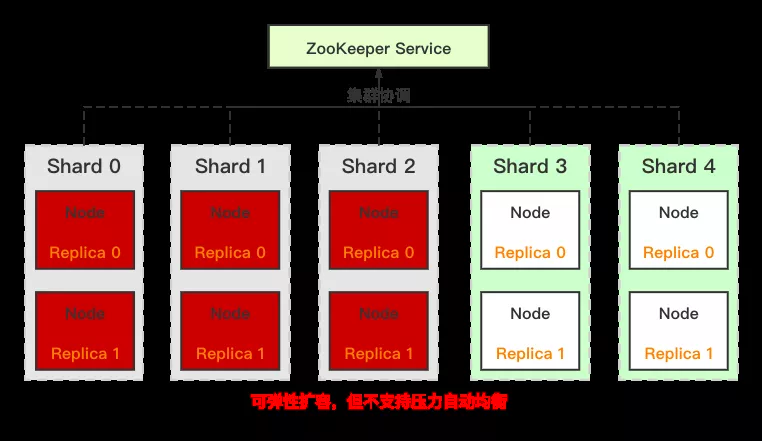 ZooKeeper Service
集群协调
Shard 0 Shard 1 Shard 2 Shard 3 Shard 4
Node Node Node Node Node
Replica 0 Replica 0 Replica 0 Replica 0 Replica 0
Node Node Node Node Node
Replica 1 Replica 1 Replica 1 Replica 1 Replica 1
可弹性扩容，但不支持压力自动均衡